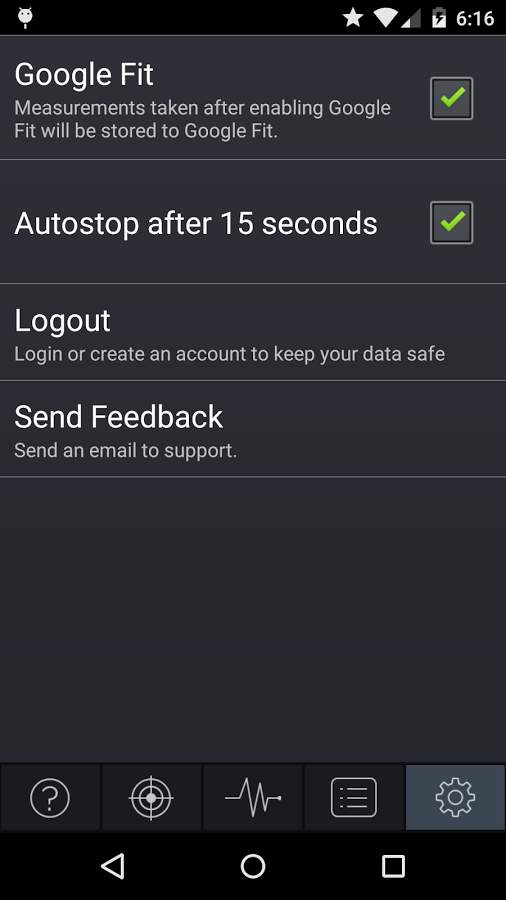 6:16
Google Fit
Measurements taken after enabling Google
Fit will be stored to Google Fit.
Autostop after 15 seconds
Logout
Login or create an account to keep your data safe
Send Feedback
Send an email to support.
?